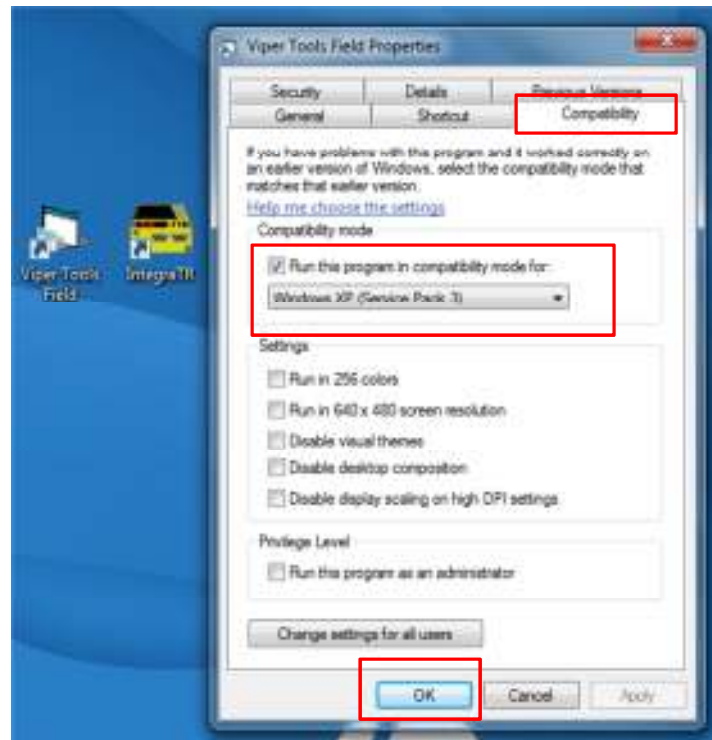 Viper Tools Field Properties
Security Details Previous Versions
General Shortcut Compatibility
If you have problems with this program and it worked correctly on
an earlier version of Windows, select the compatibility mode that
matches that earlier version.
Help me choose the settings
Compatibility mode
Run this program in compatibility mode for:
Windows XP (Service Pack 3)
Viper Tools
Field
IntegraTR
Settings
Run in 256 colors
Run in 640 x 480 screen resolution
Disable visual themes
Disable desktop composition
Disable display scaling on high DPI settings
Privilege Level
Run this program as an administrator
Change settings for all users
OK Cancel Apply